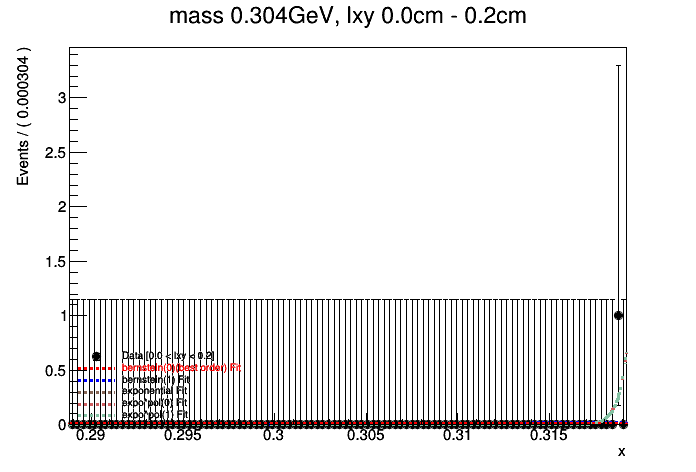 mass 0.304GeV, lxy 0.0cm - 0.2cm
Events / ( 0.000304 )
3
2.5
2
1.5
1
0.5
0
Data [0.0 < lxy < 0.2]
bernstein(0)(best order) Fit
bernstein(1) Fit
exponential Fit
expo*pol(0) Fit
expo*pol(1) Fit
0.29 0.295 0.3 0.305 0.31 0.315
x